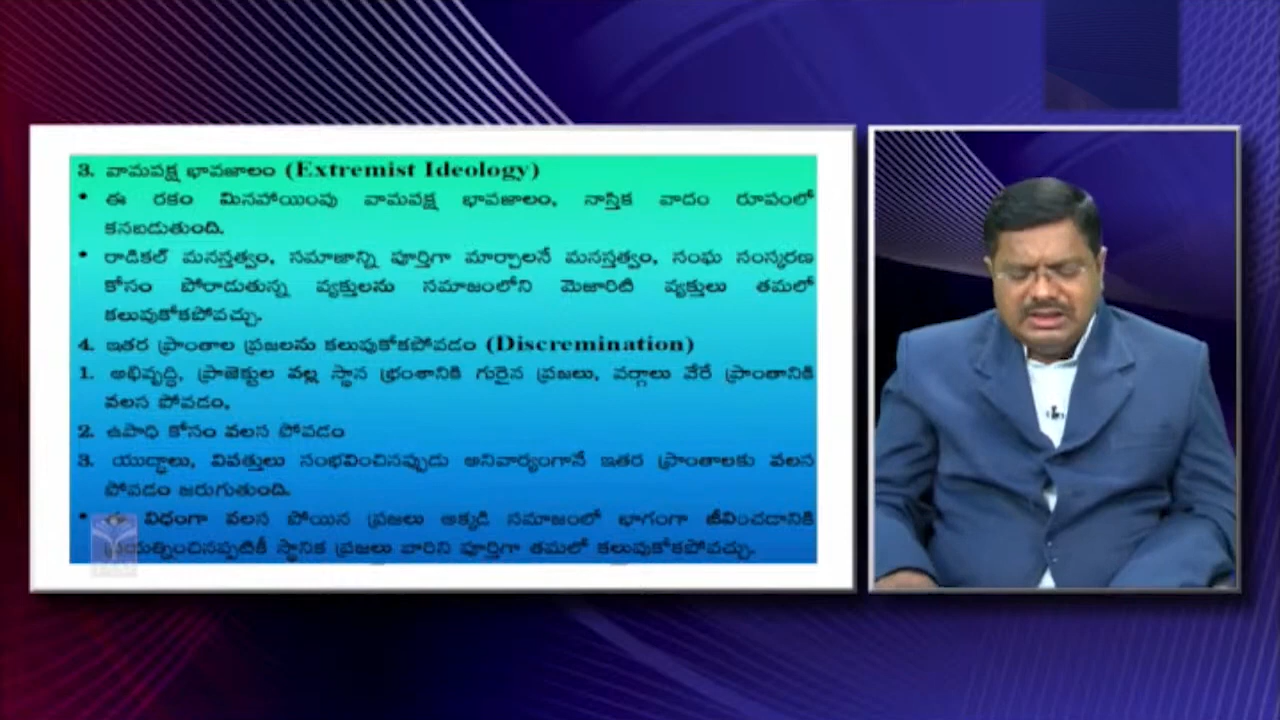 3. వామపక్ష భావజాలం (Extremist Ideology)
• ఈ రకం మినహాయింపు వామపక్ష భావజాలం, నాస్తిక వాదం రూపంలో
కనబడుతుంది.
• రాడికల్ మనస్తత్వం, సమాజాన్ని పూర్తిగా మార్చాలనే మనస్తత్వం, సంఘ సంస్కరణ
కోసం పోరాడుతున్న వ్యక్తులను సమాజంలోని మెజారిటీ వ్యక్తులు తమలో
కలువుకోకపోవచ్చు.
4. ఇతర ప్రాంతాల ప్రజలను కలుపుకోకపోవడం (Discremination)
1. అభివృద్ధి, ప్రాజెక్టుల వల్ల స్థాన భ్రంశానికి గురైన ప్రజలు, వర్గాలు వేరే ప్రాంతానికి
వలస పోవడం,
2. ఉపాధి కోసం వలస పోవడం
3. యుద్ధాలు, విపత్తులు సంభవించినప్పుడు అనివార్యంగానే ఇతర ప్రాంతాలకు వలస
పోవడం జరుగుతుంది.
• విధంగా వలస పోయిన ప్రజలు అక్కడి సమాజంలో భాగంగా జీవించడానికి
ప్రయత్నించినప్పటికీ స్థానిక ప్రజలు వారిని పూర్తిగా తమలో కలుపుకోకపోవచ్చు.